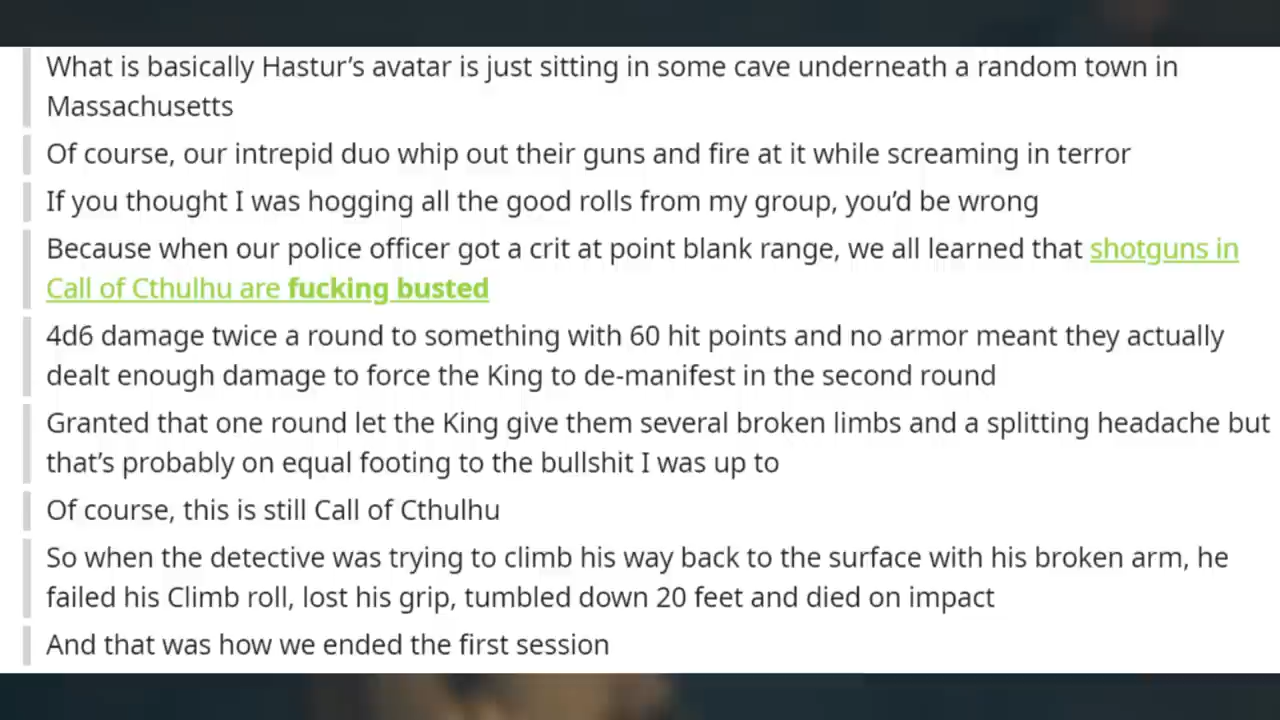 What is basically Hastur’s avatar is just sitting in some cave underneath a random town in
Massachusetts
Of course, our intrepid duo whip out their guns and fire at it while screaming in terror
If you thought I was hogging all the good rolls from my group, you’d be wrong
Because when our police officer got a crit at point blank range, we all learned that shotguns in
Call of Cthulhu are fucking busted
4d6 damage twice a round to something with 60 hit points and no armor meant they actually
dealt enough damage to force the King to de-manifest in the second round
Granted that one round let the King give them several broken limbs and a splitting headache but
that’s probably on equal footing to the bullshit I was up to
Of course, this is still Call of Cthulhu
So when the detective was trying to climb his way back to the surface with his broken arm, he
failed his Climb roll, lost his grip, tumbled down 20 feet and died on impact
And that was how we ended the first session